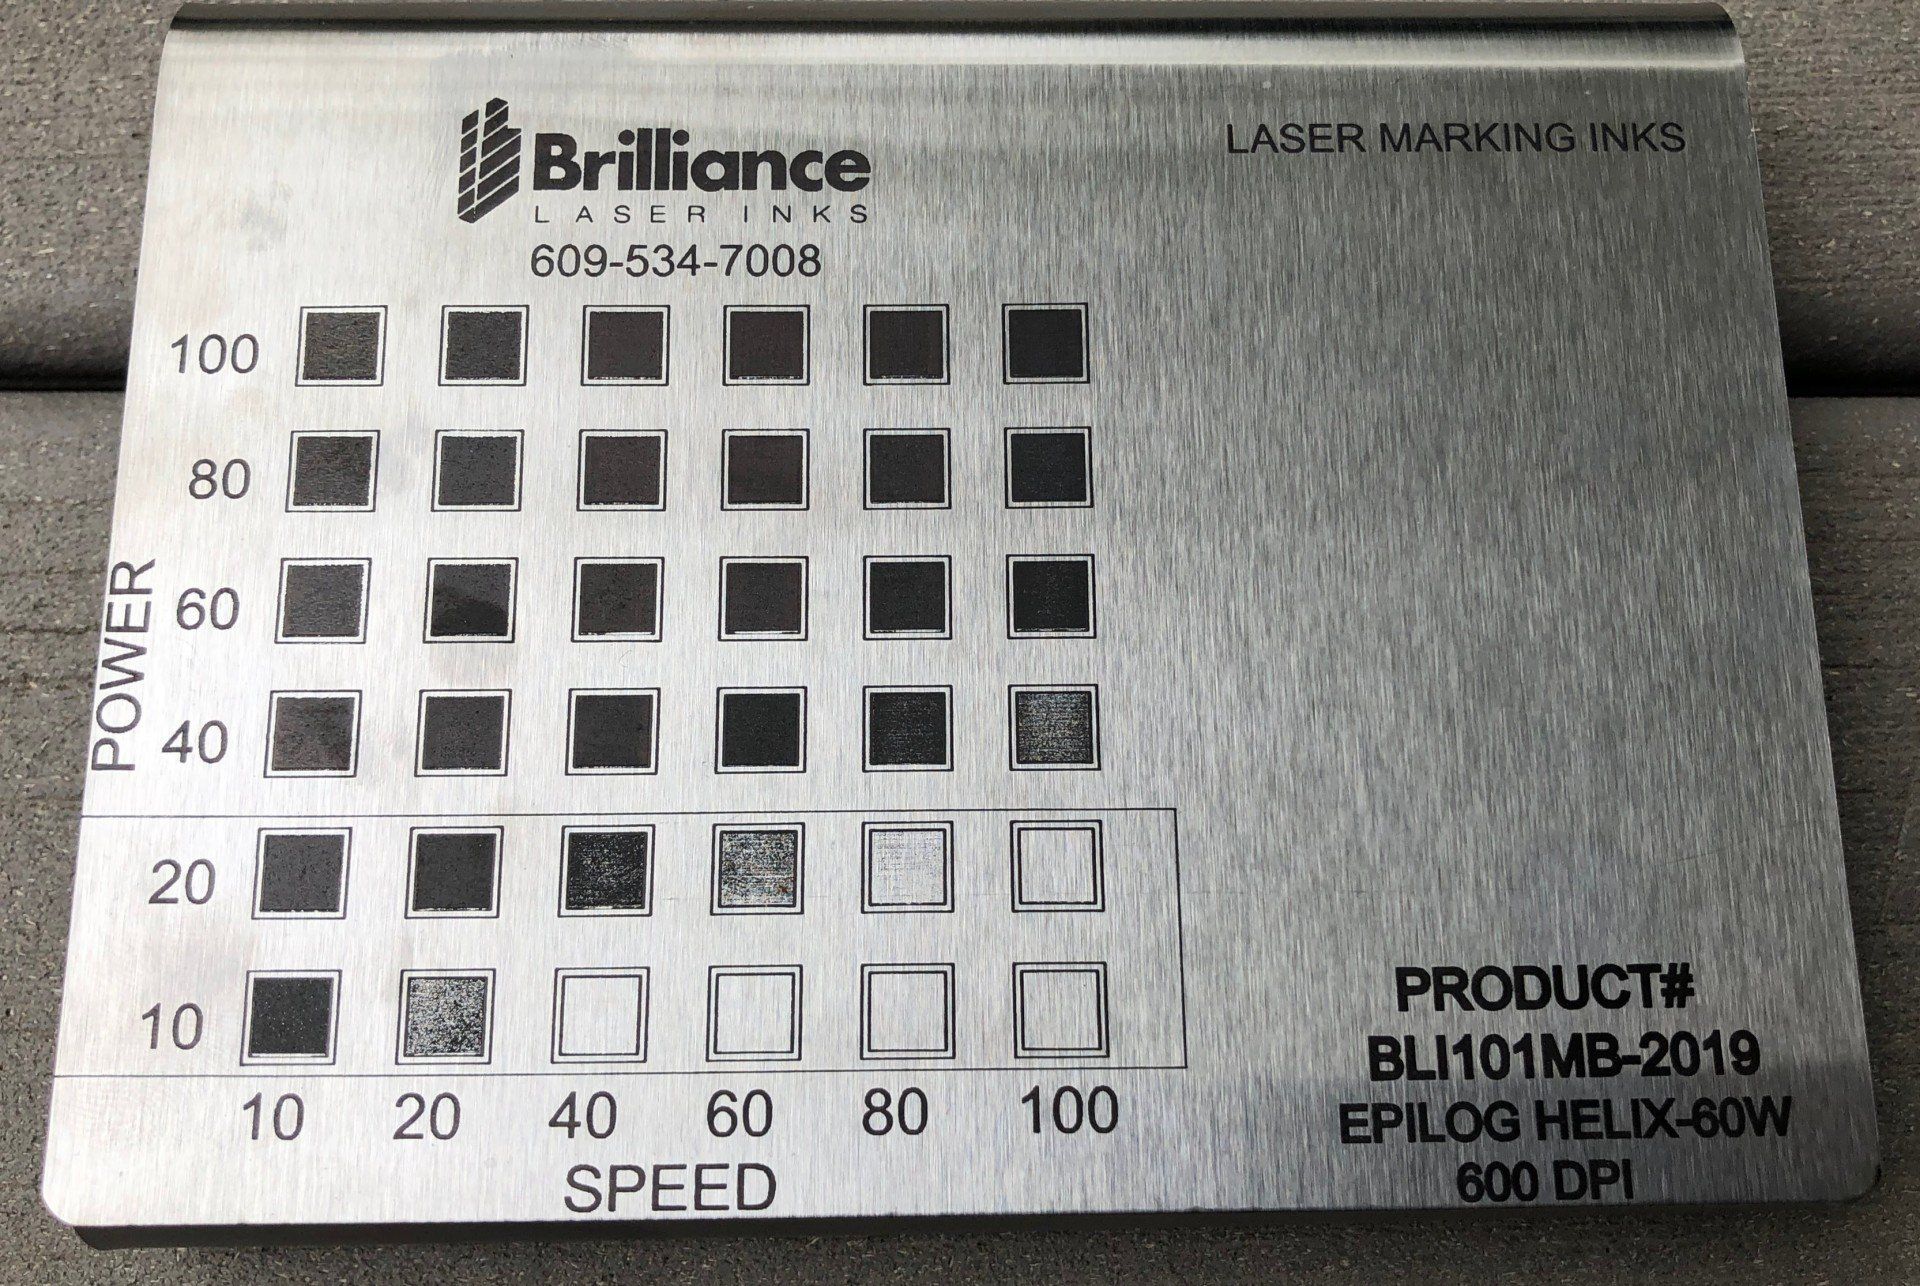 Brilliance
LASER INKS
609-534-7008
LASER MARKING INKS
100
80
60
40
20
10
POWER
10 20 40 60 80 100
SPEED
PRODUCT#
BLI101MB-2019
EPILOG HELIX-60W
600 DPI